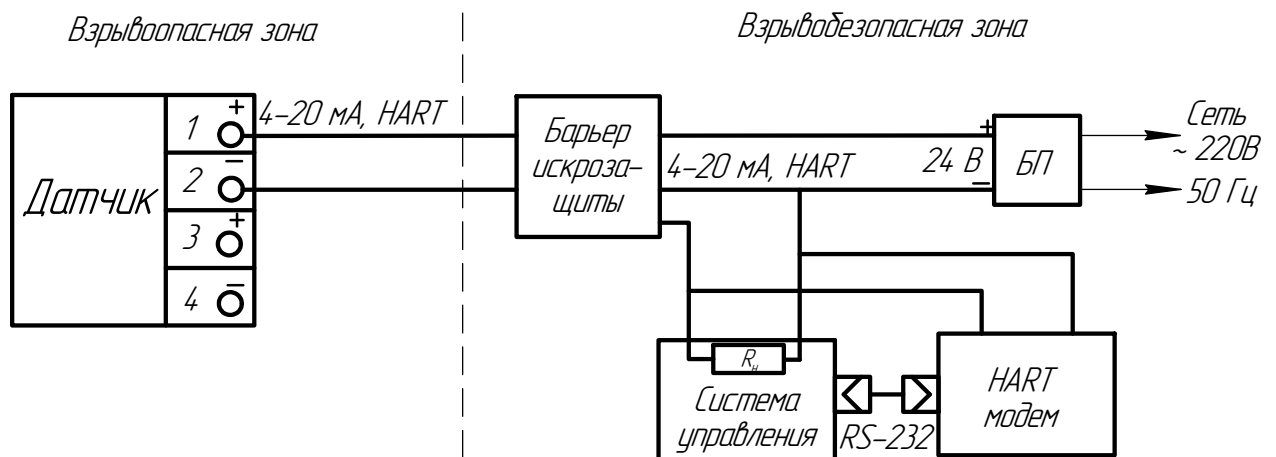 Взрывоопасная зона
Взрывобезопасная зона
Датчик
1 +
2 –
3 +
4 –
4–20 мА, HART
Барьер
искроза–
щиты
4–20 мА, HART
+
24 В
–
БП
Сеть
~ 220В
50 Гц
Rн
Система
управления
RS–232
HART
модем